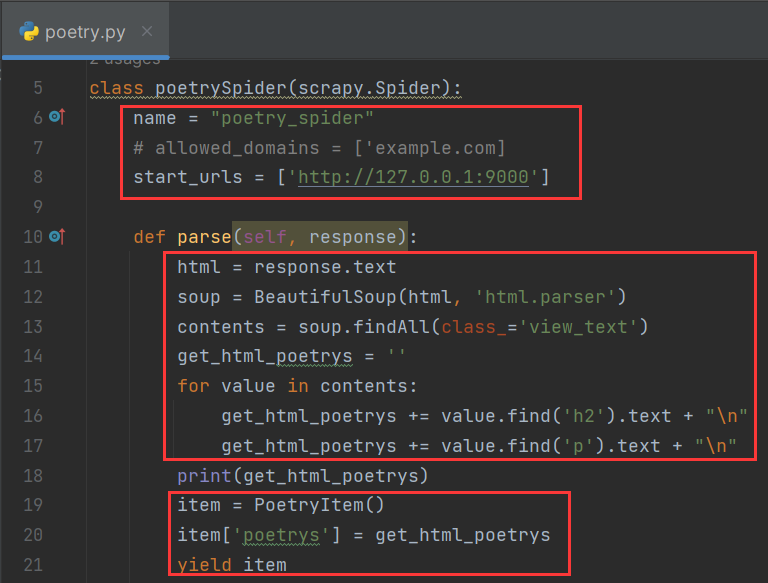 poetry.py
2 usages
5 class poetrySpider(scrapy.Spider):
6 name = "poetry_spider"
7 # allowed_domains = ['example.com]
8 start_urls = ['http://127.0.0.1:9000']
9
10 def parse(self, response):
11 html = response.text
12 soup = BeautifulSoup(html, 'html.parser')
13 contents = soup.findAll(class_='view_text')
14 get_html_poetrys = ''
15 for value in contents:
16 get_html_poetrys += value.find('h2').text + "\n"
17 get_html_poetrys += value.find('p').text + "\n"
18 print(get_html_poetrys)
19 item = PoetryItem()
20 item['poetrys'] = get_html_poetrys
21 yield item